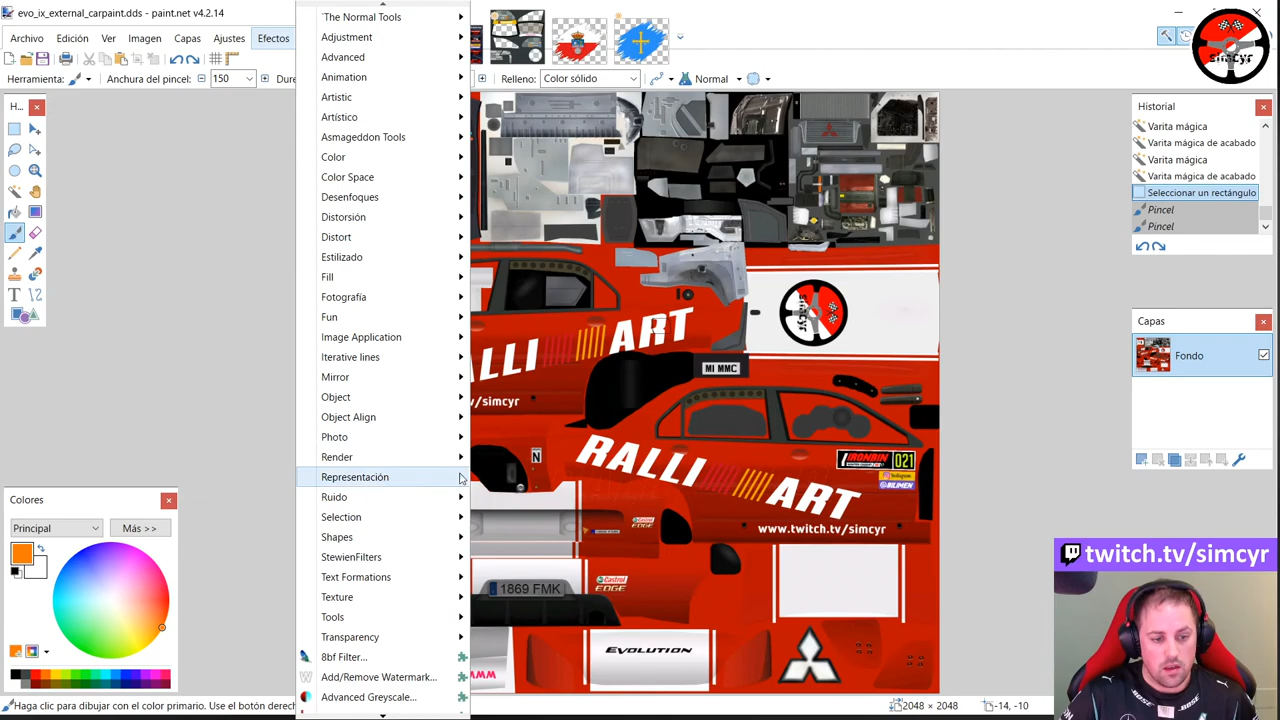 evo_ix_external_carpaint.dds - paint.net v4.2.14
Archivo Edición Ver Imagen Capas Ajustes Efectos
Herramienta: Anchura del pincel: 150 Relleno: Color sólido Normal
H...
'The Normal Tools
Adjustment
Advanced
Animation
Artistic
Artístico
Asmageddon Tools
Color
Color Space
Desenfoques
Distorsión
Distort
Estilizado
Fill
Fotografía
Fun
Image Application
Iterative lines
Mirror
Object
Object Align
Photo
Render
Representación
Ruido
Selection
Shapes
StewienFilters
Text Formations
Texture
Tools
Transparency
8bf Filter...
Add/Remove Watermark...
Advanced Greyscale...
simcyr
RALLI ART
MI MMC
N
RALLI ART
IRONBIN 021
Instagram
BILIMEN
www.twitch.tv/simcyr
Castrol
EDGE
1869 FMK
Castrol
EDGE
EVOLUTION
Historial
Varita mágica
Varita mágica de acabado
Varita mágica
Varita mágica de acabado
Seleccionar un rectángulo
Pincel
Pincel
Capas
Fondo
simcyr
twitch.tv/simcyr
Colores
Principal Más >>
Haga clic para dibujar con el color primario. Use el botón derech
2048 × 2048 -14, -10